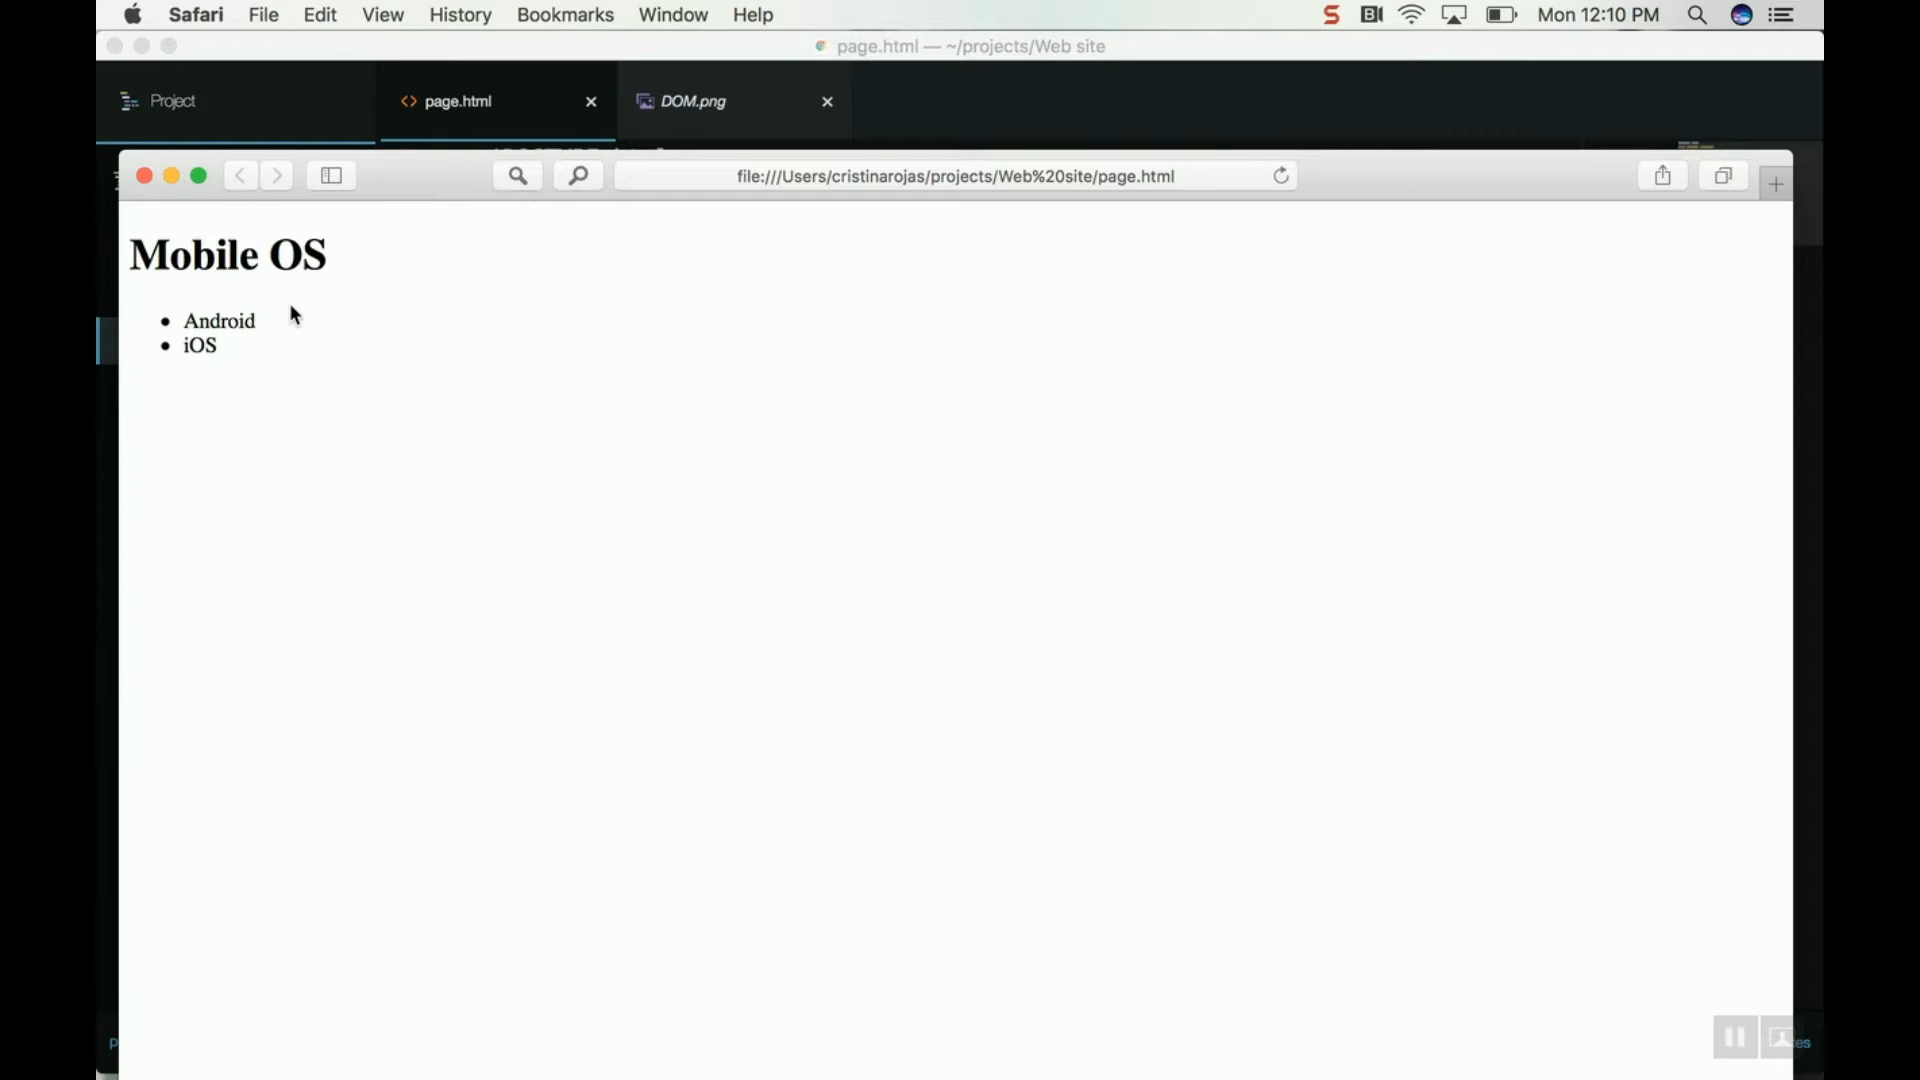 Safari File Edit View History Bookmarks Window Help Mon 12:10 PM
page.html — ~/projects/Web site
Project page.html DOM.png
file:///Users/cristinarojas/projects/Web%20site/page.html
Mobile OS
• Android
• iOS